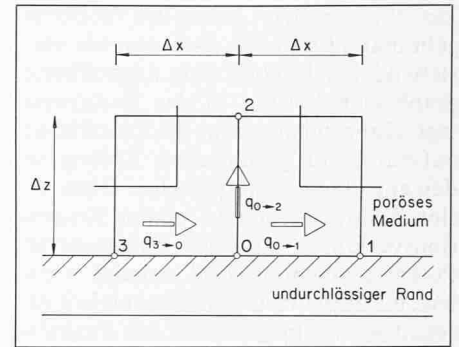 Δx Δx
2
Δz
q0→2
poröses
Medium
q3→0 q0→1
3 0 1
undurchlässiger Rand